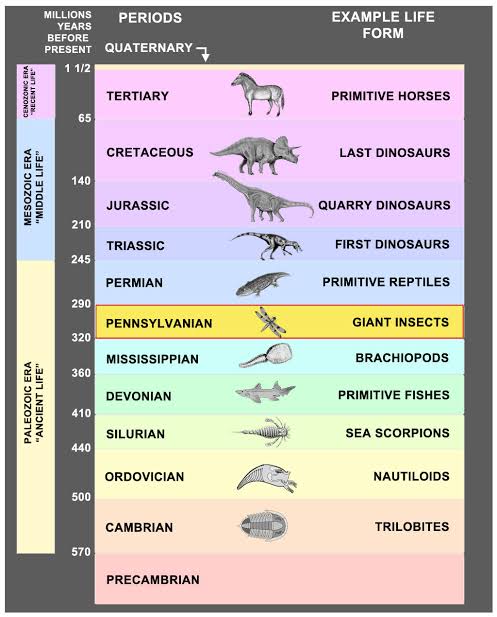 MILLIONS
YEARS
BEFORE
PRESENT
PERIODS
EXAMPLE LIFE
FORM
QUATERNARY
1 1/2
TERTIARY
PRIMITIVE HORSES
65
CRETACEOUS
LAST DINOSAURS
140
JURASSIC
QUARRY DINOSAURS
210
TRIASSIC
FIRST DINOSAURS
245
PERMIAN
PRIMITIVE REPTILES
290
PENNSYLVANIAN
GIANT INSECTS
320
MISSISSIPPIAN
BRACHIOPODS
360
DEVONIAN
PRIMITIVE FISHES
410
SILURIAN
SEA SCORPIONS
440
ORDOVICIAN
NAUTILOIDS
500
CAMBRIAN
TRILOBITES
570
PRECAMBRIAN
CENOZONIC ERA
"RECENT LIFE"
MESOZOIC ERA
"MIDDLE LIFE"
PALEOZOIC ERA
"ANCIENT LIFE"